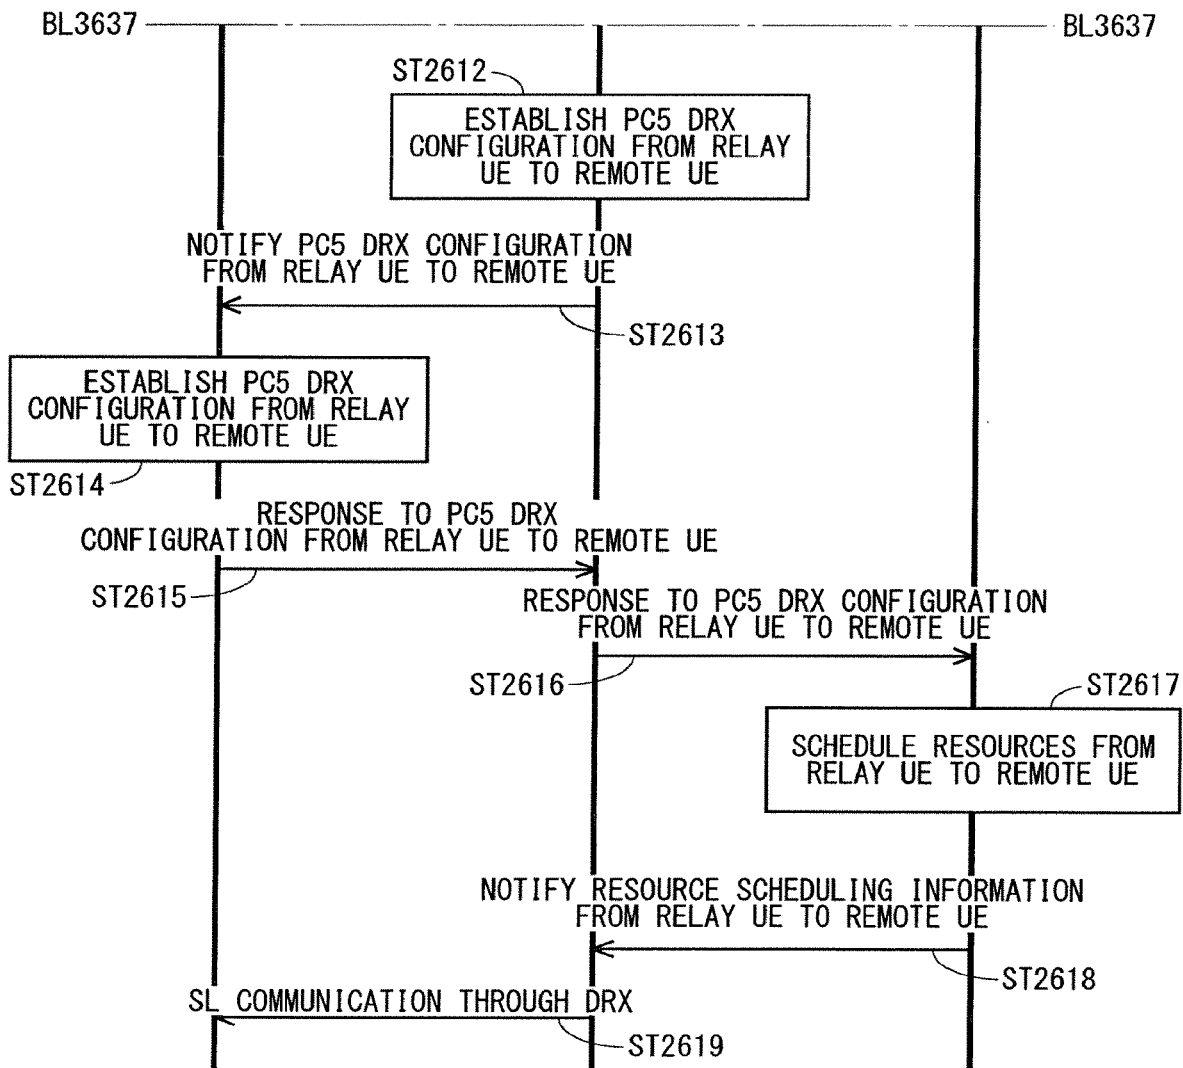 BL3637
BL3637
ST2612
ESTABLISH PC5 DRX
CONFIGURATION FROM RELAY
UE TO REMOTE UE
NOTIFY PC5 DRX CONFIGURATION
FROM RELAY UE TO REMOTE UE
ST2613
ESTABLISH PC5 DRX
CONFIGURATION FROM RELAY
UE TO REMOTE UE
ST2614
RESPONSE TO PC5 DRX
CONFIGURATION FROM RELAY UE TO REMOTE UE
ST2615
RESPONSE TO PC5 DRX CONFIGURATION
FROM RELAY UE TO REMOTE UE
ST2616
ST2617
SCHEDULE RESOURCES FROM
RELAY UE TO REMOTE UE
NOTIFY RESOURCE SCHEDULING INFORMATION
FROM RELAY UE TO REMOTE UE
ST2618
SL COMMUNICATION THROUGH DRX
ST2619